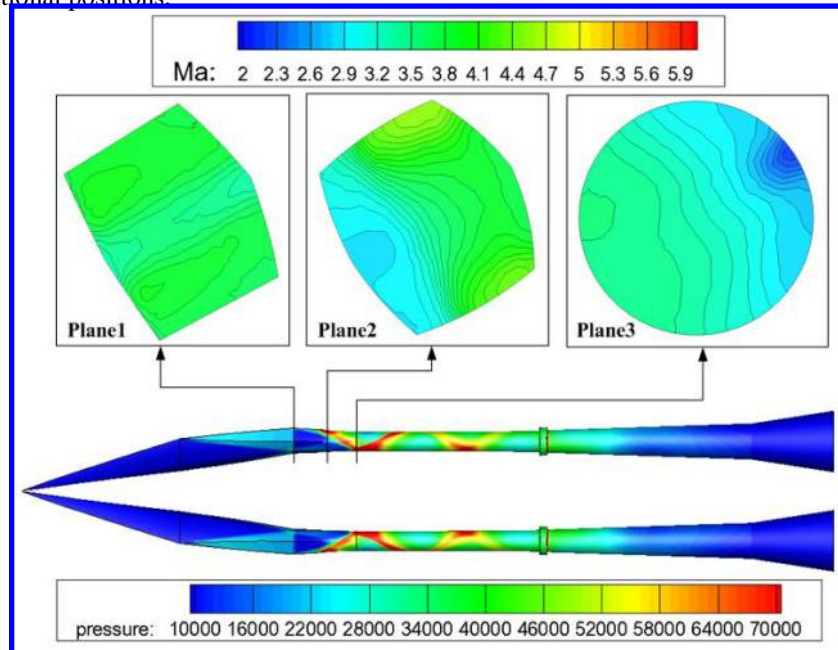 tional positions.
Ma: 2 2.3 2.6 2.9 3.2 3.5 3.8 4.1 4.4 4.7 5 5.3 5.6 5.9
Plane1 Plane2 Plane3
pressure: 10000 16000 22000 28000 34000 40000 46000 52000 58000 64000 70000